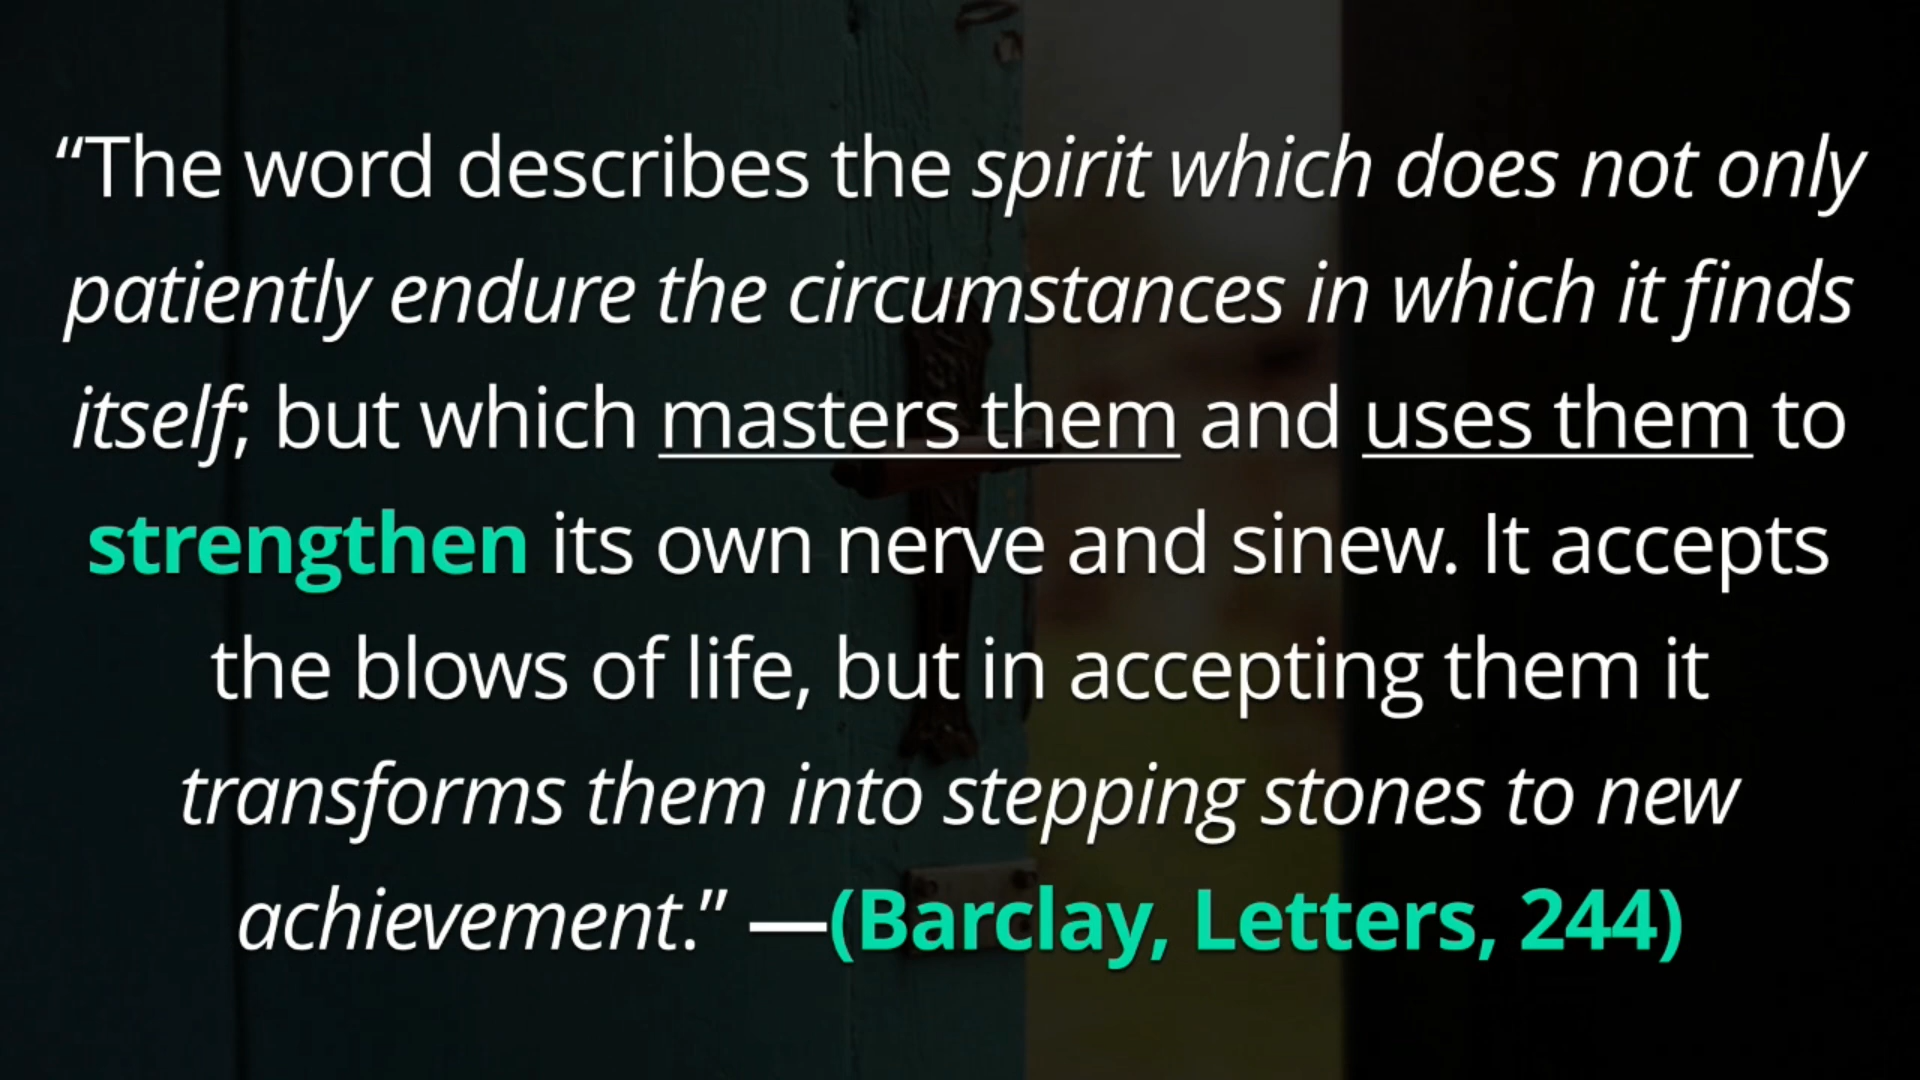 “The word describes the spirit which does not only
patiently endure the circumstances in which it finds
itself; but which masters them and uses them to
strengthen its own nerve and sinew. It accepts
the blows of life, but in accepting them it
transforms them into stepping stones to new
achievement.” —(Barclay, Letters, 244)